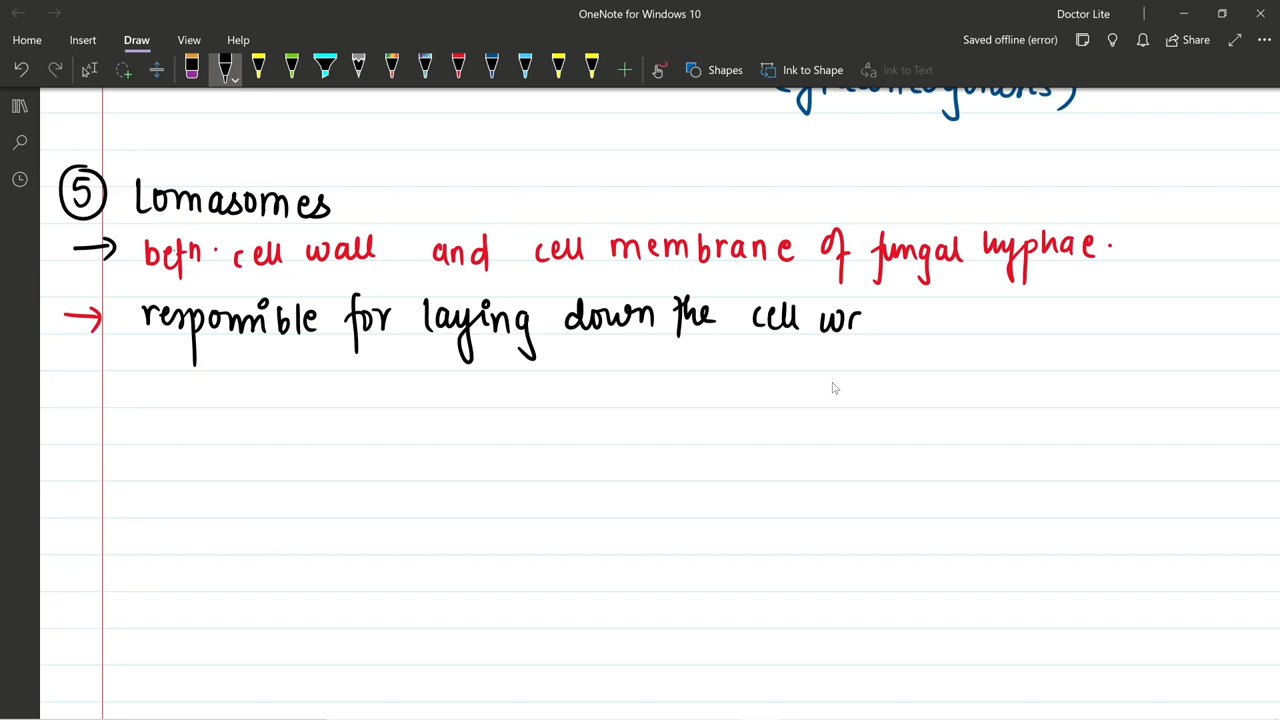 OneNote for Windows 10
Doctor Lite
Home Insert Draw View Help
Saved offline (error)
Share
Shapes
Ink to Shape
Ink to Text
⑤ Lomasomes
→ betn. cell wall and cell membrane of fungal hyphae.
→ responsible for laying down the cell